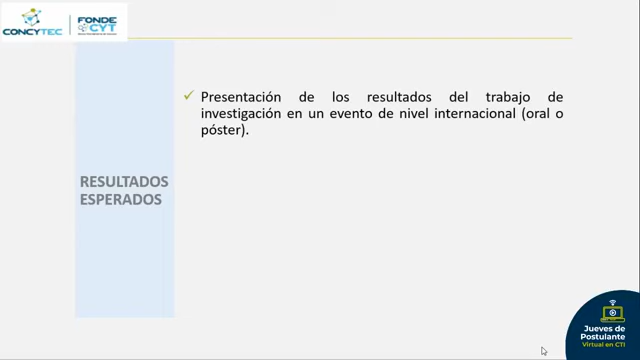 CONCYTEC
FONDE
CYT
Presentación de los resultados del trabajo de
investigación en un evento de nivel internacional (oral o
póster).
RESULTADOS
ESPERADOS
Jueves de
Postulante
Virtual en CTI